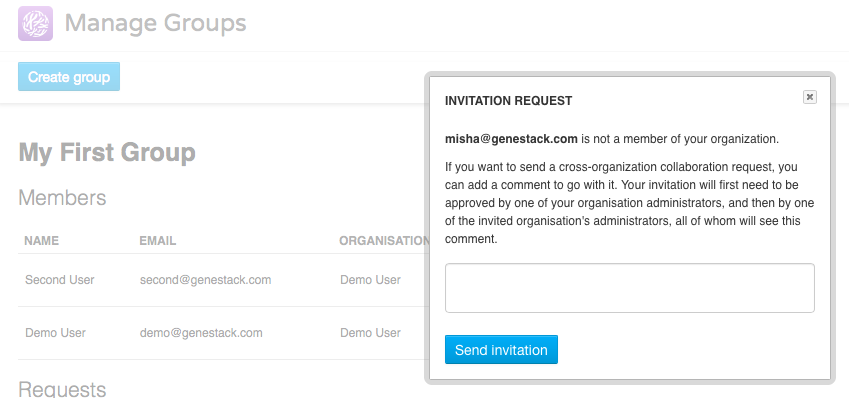 Manage Groups
Create group
My First Group
Members
NAME EMAIL ORGANISATION
Second User second@genestack.com Demo User
Demo User demo@genestack.com Demo User
Requests
INVITATION REQUEST
misha@genestack.com is not a member of your organization.
If you want to send a cross-organization collaboration request, you
can add a comment to go with it. Your invitation will first need to be
approved by one of your organisation administrators, and then by one
of the invited organisation's administrators, all of whom will see this
comment.
Send invitation